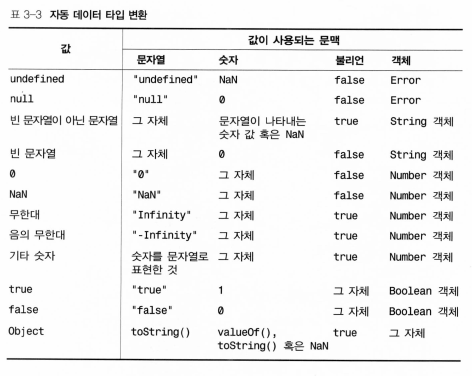 표 3-3 자동 데이터 타입 변환
값 값이 사용되는 문맥
문자열 숫자 불리언 객체
undefined "undefined" NaN false Error
null "null" 0 false Error
빈 문자열이 아닌 문자열 그 자체 문자열이 나타내는 true String 객체
숫자 값 혹은 NaN
빈 문자열 그 자체 0 false String 객체
0 "0" 그 자체 false Number 객체
NaN "NaN" 그 자체 false Number 객체
무한대 "Infinity" 그 자체 true Number 객체
음의 무한대 "-Infinity" 그 자체 true Number 객체
기타 숫자 숫자를 문자열로 그 자체 true Number 객체
표현한 것
true "true" 1 그 자체 Boolean 객체
false "false" 0 그 자체 Boolean 객체
Object toString() valueOf(), true 그 자체
toString() 혹은 NaN